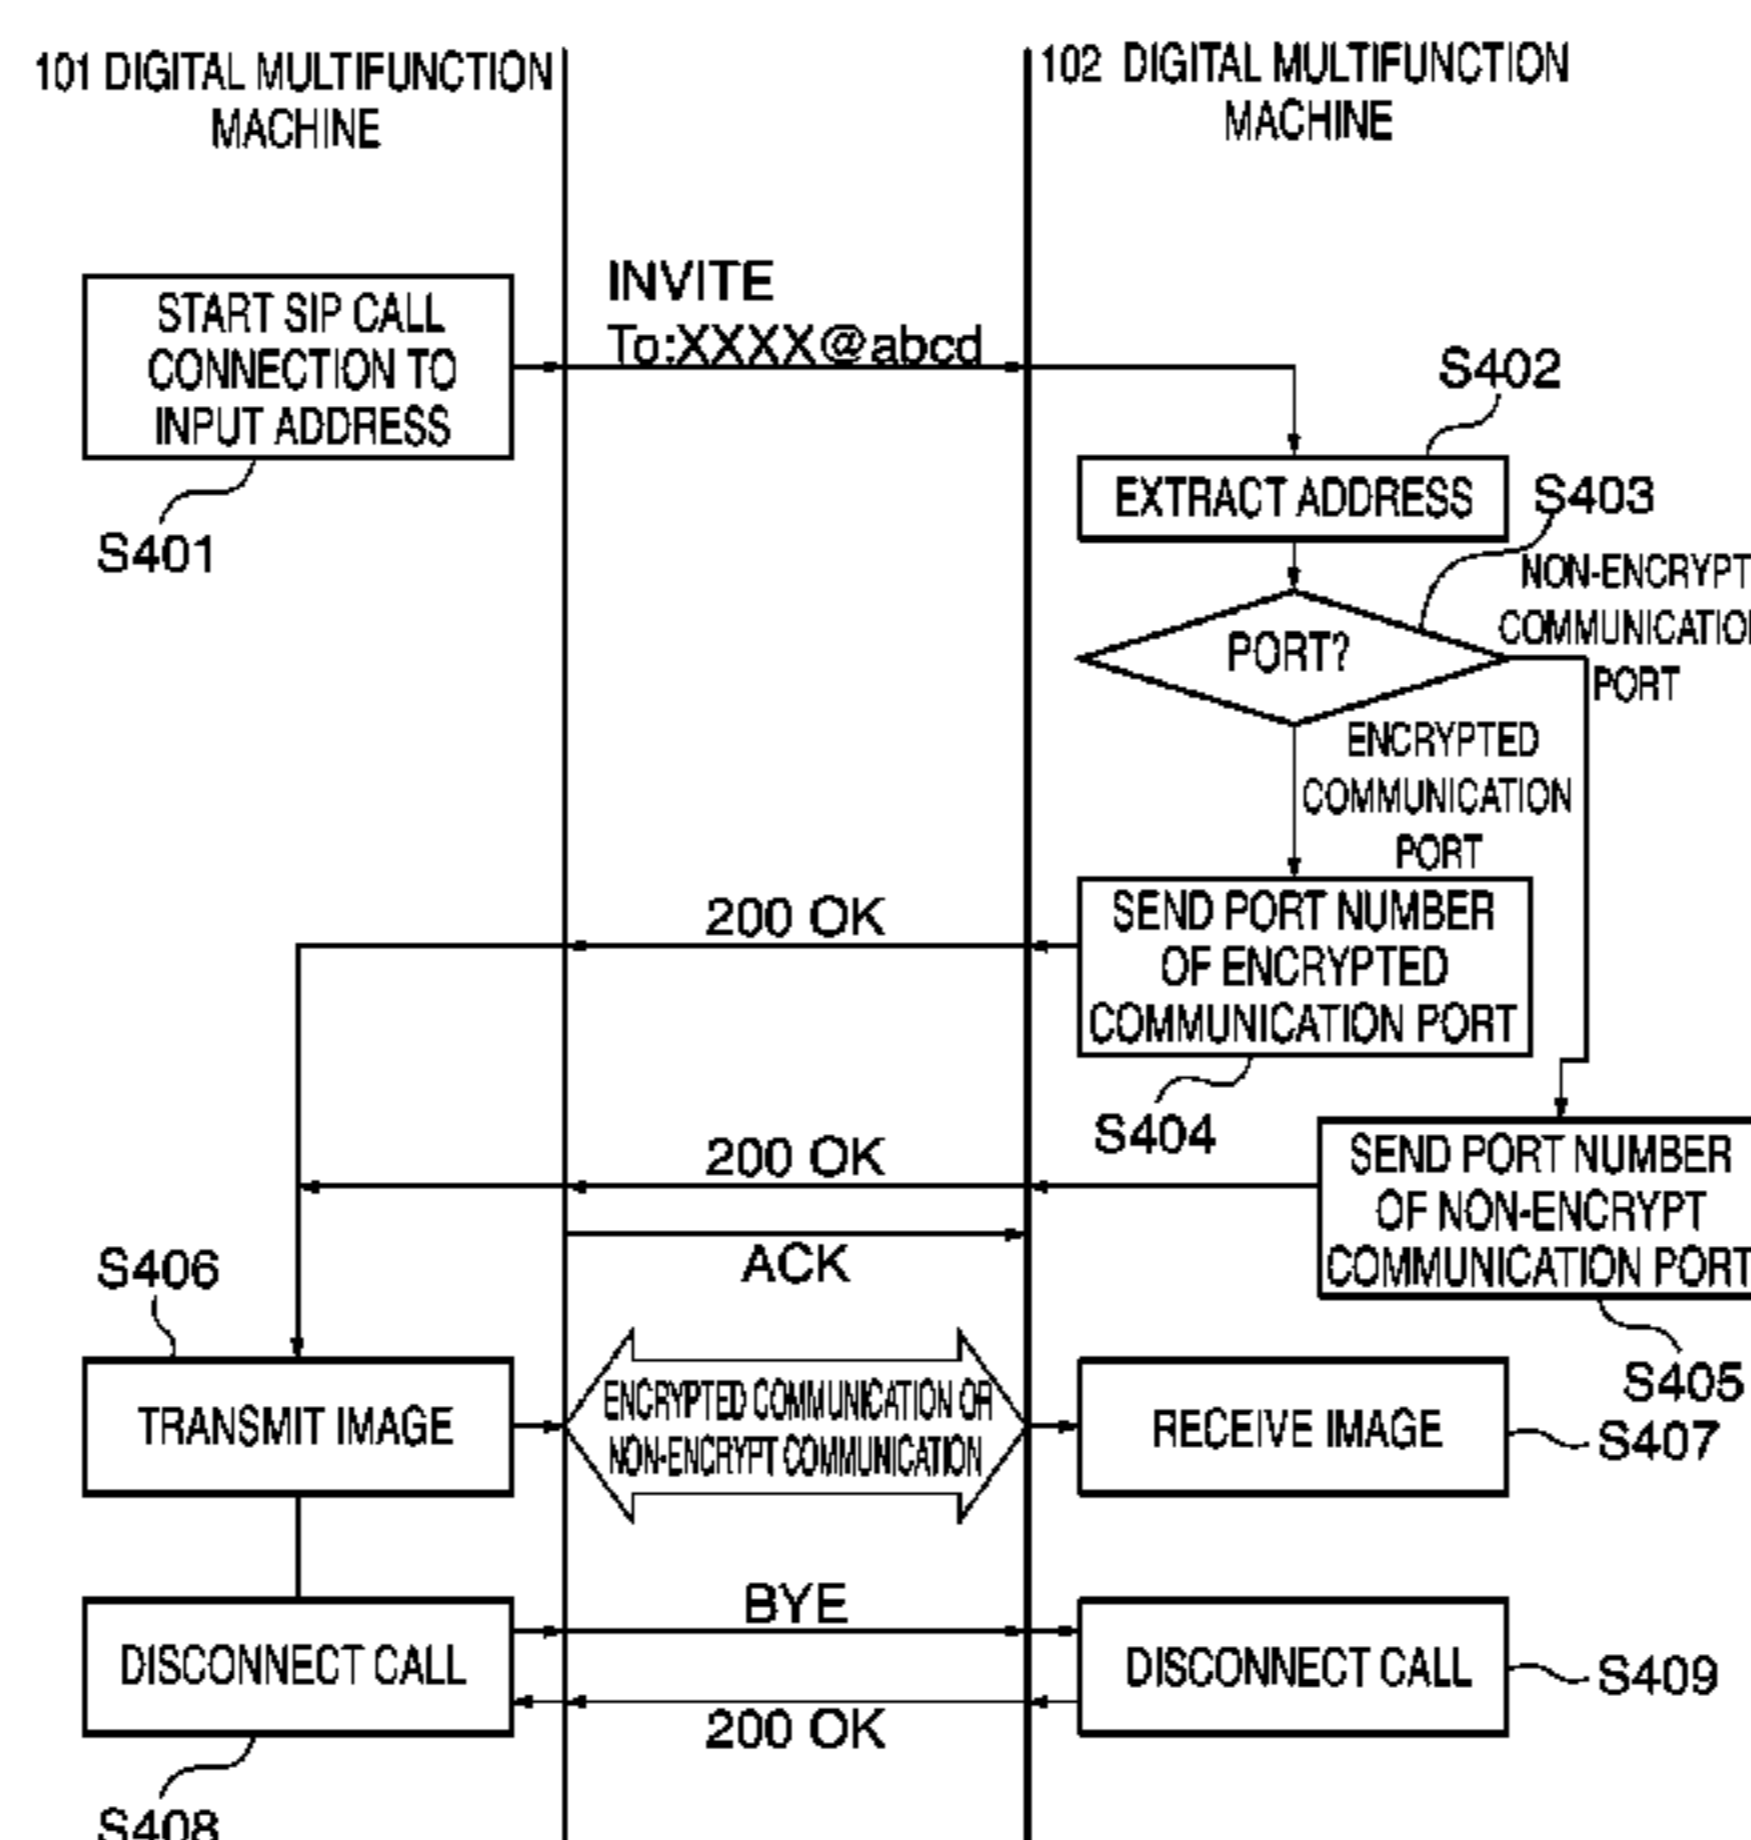 101 DIGITAL MULTIFUNCTION
MACHINE
102 DIGITAL MULTIFUNCTION
MACHINE
START SIP CALL
CONNECTION TO
INPUT ADDRESS
S401
INVITE
To:XXXX@abcd
S402
EXTRACT ADDRESS
S403
PORT?
NON-ENCRYPT
COMMUNICATION
PORT
ENCRYPTED
COMMUNICATION
PORT
200 OK
SEND PORT NUMBER
OF ENCRYPTED
COMMUNICATION PORT
S404
200 OK
SEND PORT NUMBER
OF NON-ENCRYPT
COMMUNICATION PORT
S405
ACK
S406
TRANSMIT IMAGE
ENCRYPTED COMMUNICATION OR
NON-ENCRYPT COMMUNICATION
RECEIVE IMAGE
S407
BYE
DISCONNECT CALL
DISCONNECT CALL
S409
200 OK
S408